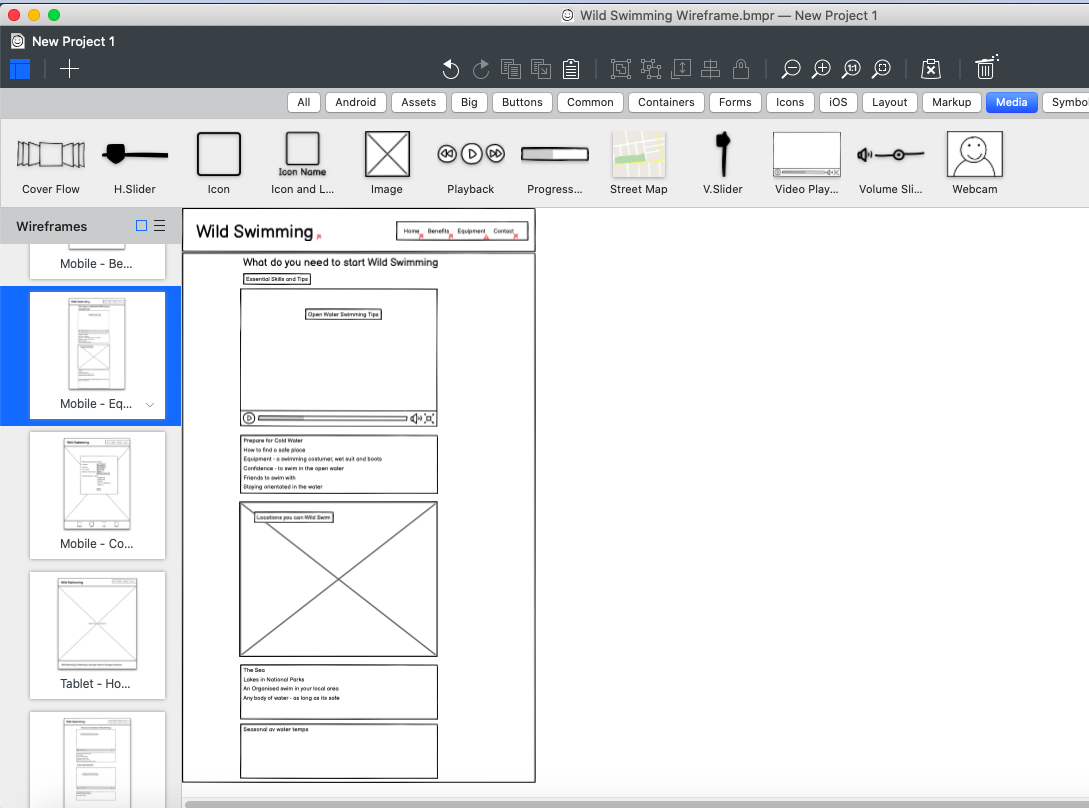 Wild Swimming Wireframe.bmpr — New Project 1
New Project 1
1:1
All Android Assets Big Buttons Common Containers Forms Icons iOS Layout Markup Media Symbo
Cover Flow H.Slider Icon Icon and L... Image Playback Progress... Street Map V.Slider Video Play... Volume Sli... Webcam
Icon Name
Wireframes
Mobile - Be...
Mobile - Eq...
Mobile - Co...
Tablet - Ho...
Wild Swimming
Home Benefits Equipment Contact
What do you need to start Wild Swimming
Essential Skills and Tips
Open Water Swimming Tips
Prepare for Cold Water
How to find a safe place
Equipment - a swimming costumer, wet suit and boots
Confidence - to swim in the open water
Friends to swim with
Staying orientated in the water
Locations you can Wild Swim
The Sea
Lakes in National Parks
An Organised swim in your local area
Any body of water - as long as its safe
Seasonal av water temps